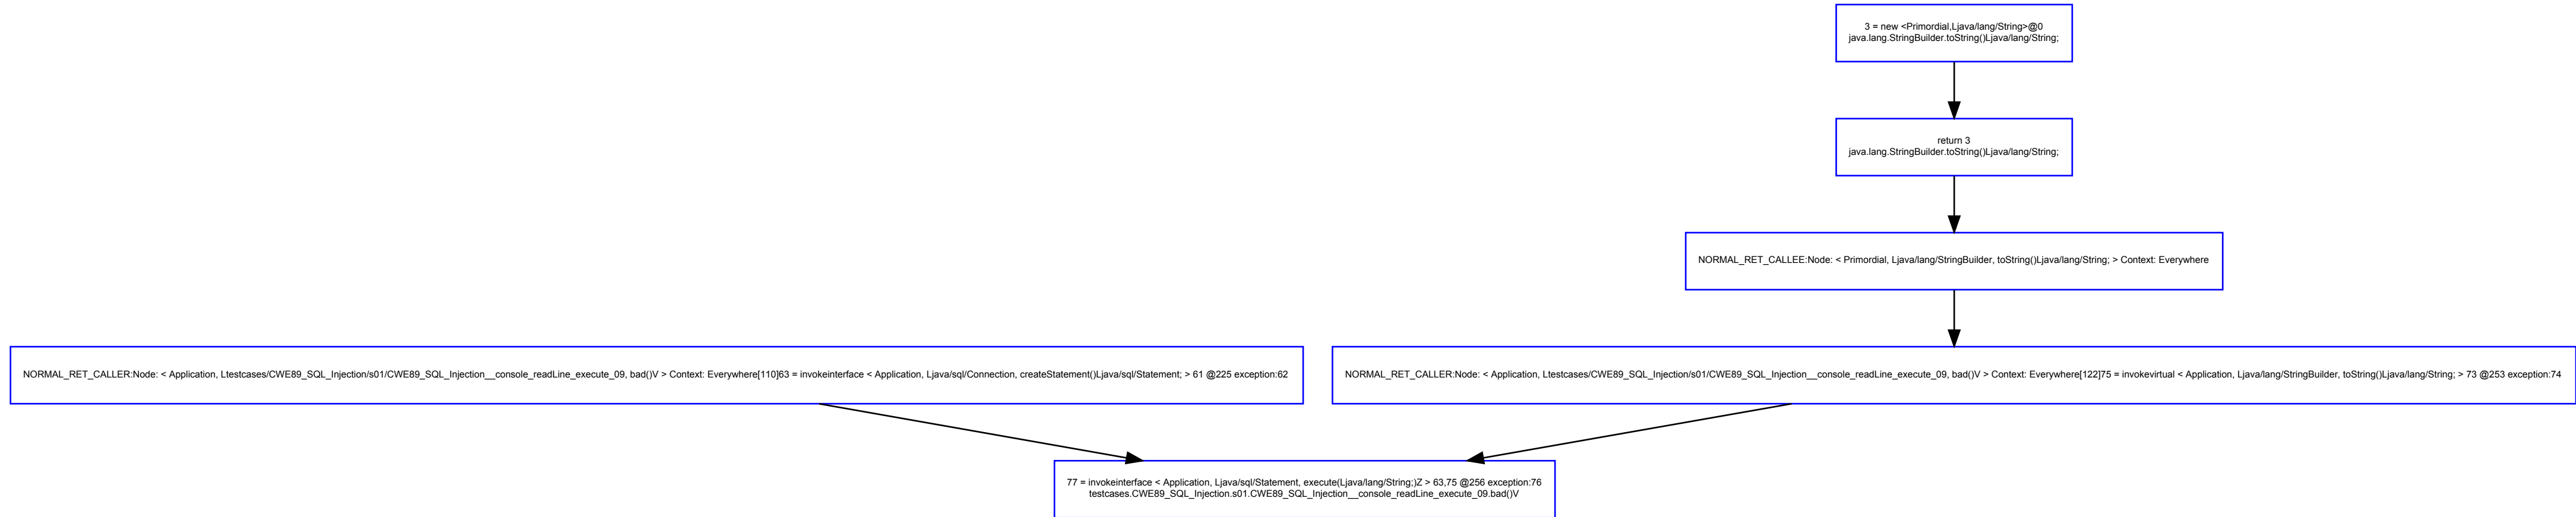 3 = new <Primordial,Ljava/lang/String>@0
java.lang.StringBuilder.toString()Ljava/lang/String;
return 3
java.lang.StringBuilder.toString()Ljava/lang/String;
NORMAL_RET_CALLEE:Node: < Primordial, Ljava/lang/StringBuilder, toString()Ljava/lang/String; > Context: Everywhere
NORMAL_RET_CALLER:Node: < Application, Ltestcases/CWE89_SQL_Injection/s01/CWE89_SQL_Injection__console_readLine_execute_09, bad()V > Context: Everywhere[110]63 = invokeinterface < Application, Ljava/sql/Connection, createStatement()Ljava/sql/Statement; > 61 @225 exception:62
NORMAL_RET_CALLER:Node: < Application, Ltestcases/CWE89_SQL_Injection/s01/CWE89_SQL_Injection__console_readLine_execute_09, bad()V > Context: Everywhere[122]75 = invokevirtual < Application, Ljava/lang/StringBuilder, toString()Ljava/lang/String; > 73 @253 exception:74
77 = invokeinterface < Application, Ljava/sql/Statement, execute(Ljava/lang/String;)Z > 63,75 @256 exception:76
testcases.CWE89_SQL_Injection.s01.CWE89_SQL_Injection__console_readLine_execute_09.bad()V